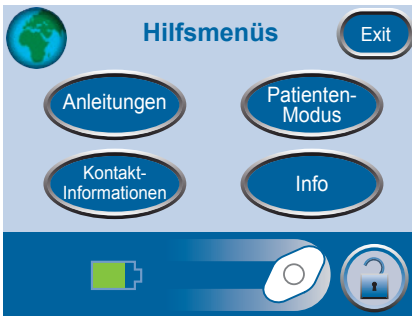 Hilfsmenüs
Exit
Anleitungen
Patienten-
Modus
Kontakt-
Informationen
Info